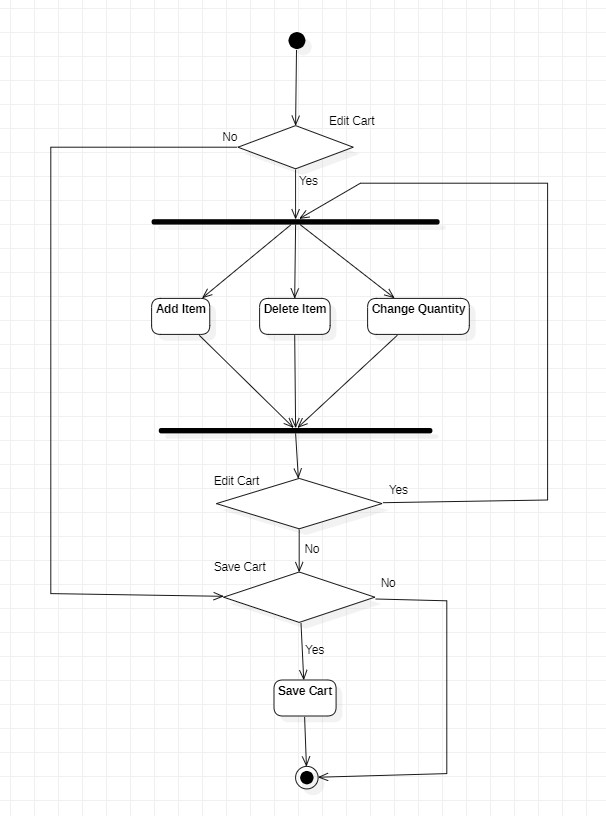 Edit Cart
No
Yes
Add Item
Delete Item
Change Quantity
Edit Cart
Yes
No
Save Cart
No
Yes
Save Cart